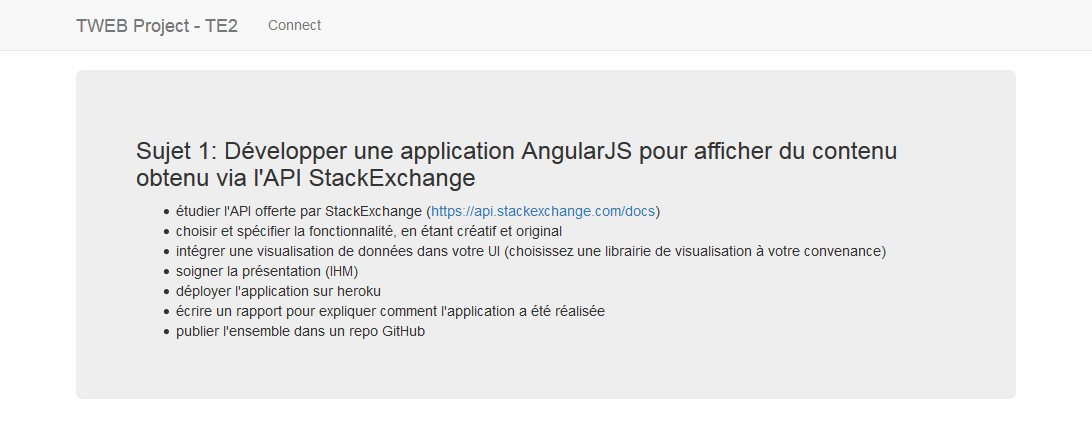 TWEB Project - TE2 Connect
Sujet 1: Développer une application AngularJS pour afficher du contenu
obtenu via l'API StackExchange
étudier l'API offerte par StackExchange (https://api.stackexchange.com/docs)
choisir et spécifier la fonctionnalité, en étant créatif et original
intégrer une visualisation de données dans votre UI (choisissez une librairie de visualisation à votre convenance)
soigner la présentation (IHM)
déployer l'application sur heroku
écrire un rapport pour expliquer comment l'application a été réalisée
publier l'ensemble dans un repo GitHub